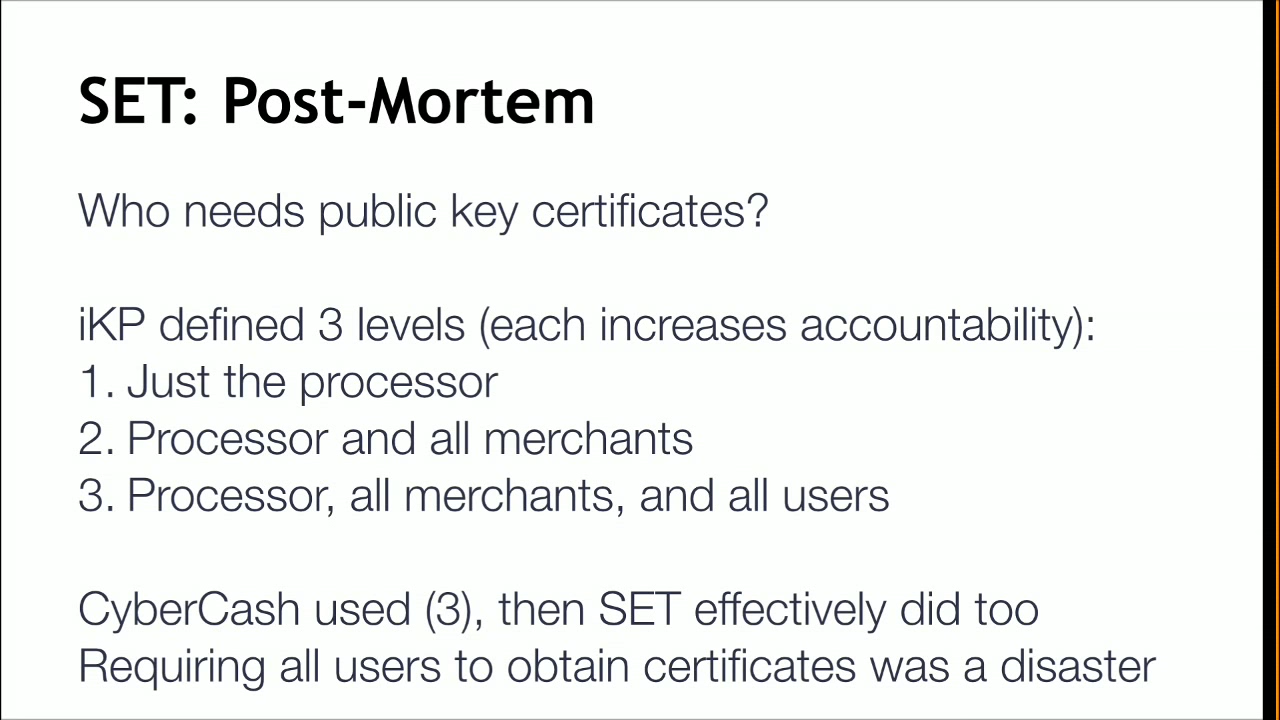 SET: Post-Mortem
Who needs public key certificates?
iKP defined 3 levels (each increases accountability):
1. Just the processor
2. Processor and all merchants
3. Processor, all merchants, and all users
CyberCash used (3), then SET effectively did too
Requiring all users to obtain certificates was a disaster